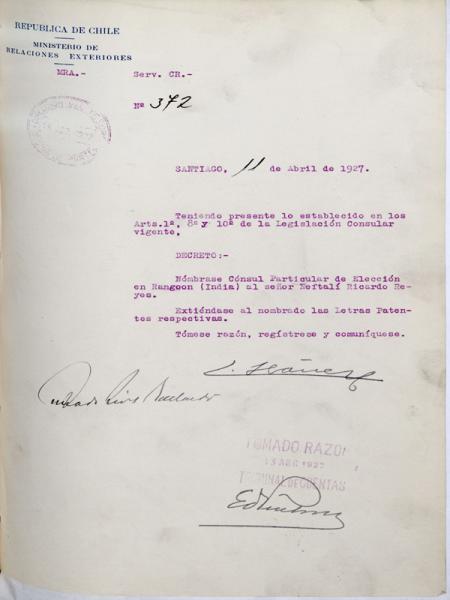 REPUBLICA DE CHILE
MINISTERIO DE
RELACIONES EXTERIORES
MRA.- Serv. CR.-
Nº 372
SANTIAGO, 11 de Abril de 1927.
Teniendo presente lo establecido en los
Arts.1º, 8º y 10º de la Legislación Consular
vigente,
DECRETO:-
Nómbrase Cónsul Particular de Elección
en Rangoon (India) al señor Neftalí Ricardo Re-
yes.
Extiéndase al nombrado las Letras Paten-
tes respectivas.
Tómese razón, regístrese y comuníquese.
C. Ibáñez
TOMADO RAZON
13 ABR 1927
TRIBUNAL DE CUENTAS